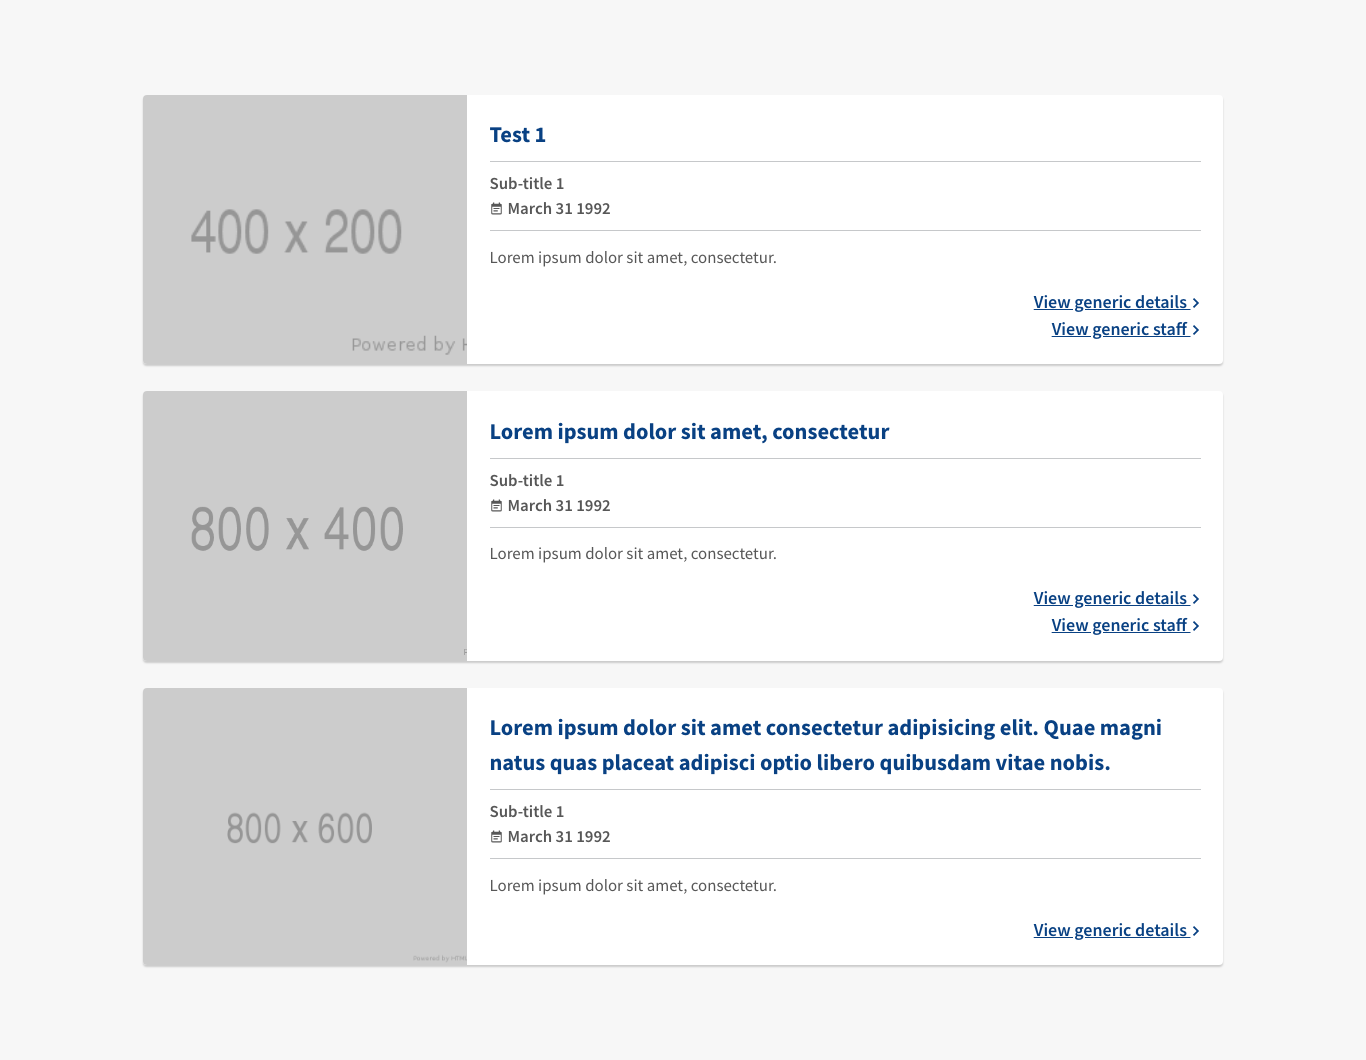 400 x 200
Powered by
Test 1
Sub-title 1
March 31 1992
Lorem ipsum dolor sit amet, consectetur.
View generic details
View generic staff
800 x 400
Lorem ipsum dolor sit amet, consectetur
Sub-title 1
March 31 1992
Lorem ipsum dolor sit amet, consectetur.
View generic details
View generic staff
800 x 600
Powered by HTML
Lorem ipsum dolor sit amet consectetur adipisicing elit. Quae magni
natus quas placeat adipisci optio libero quibusdam vitae nobis.
Sub-title 1
March 31 1992
Lorem ipsum dolor sit amet, consectetur.
View generic details